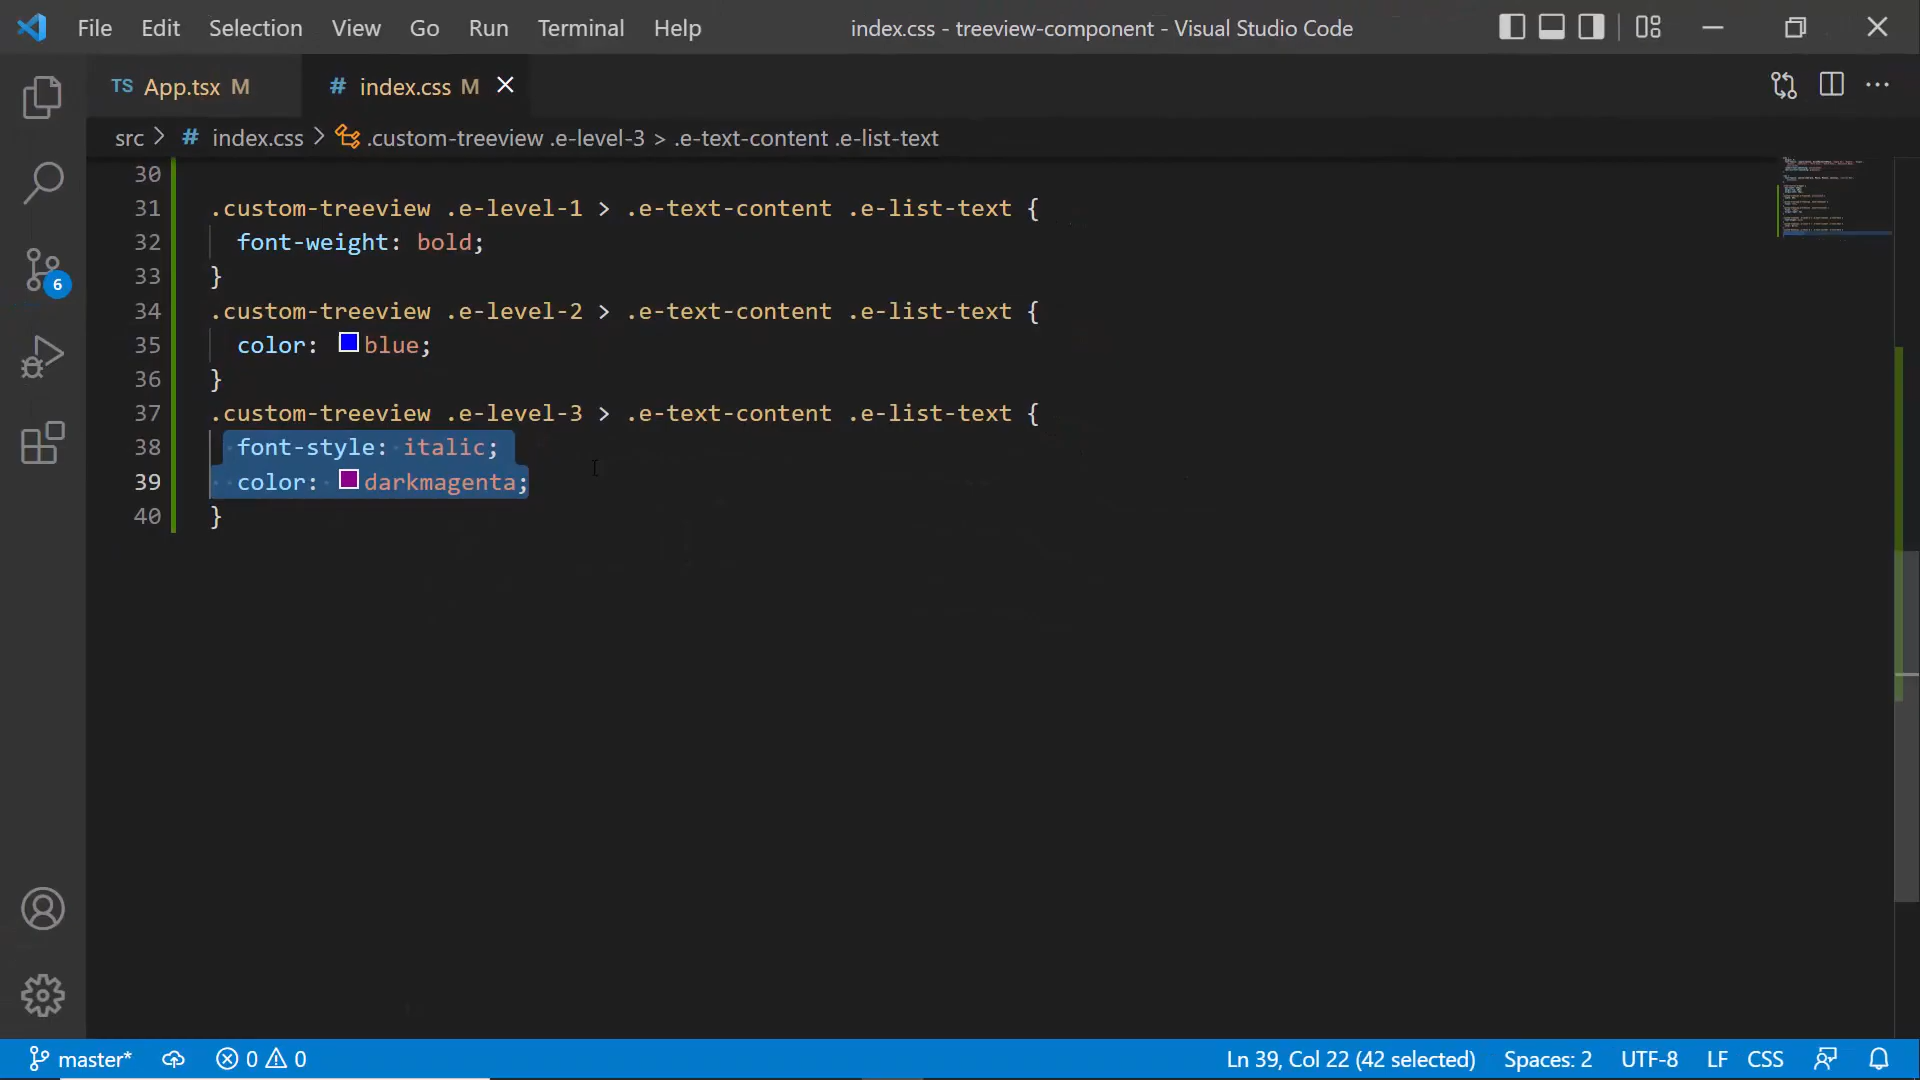 File Edit Selection View Go Run Terminal Help index.css - treeview-component - Visual Studio Code
TS App.tsx M # index.css M
src > # index.css > .custom-treeview .e-level-3 > .e-text-content .e-list-text
30
31 .custom-treeview .e-level-1 > .e-text-content .e-list-text {
32 font-weight: bold;
33 }
34 .custom-treeview .e-level-2 > .e-text-content .e-list-text {
35 color: blue;
36 }
37 .custom-treeview .e-level-3 > .e-text-content .e-list-text {
38 font-style: italic;
39 color: darkmagenta;
40 }
6
master* 0 0 Ln 39, Col 22 (42 selected) Spaces: 2 UTF-8 LF CSS